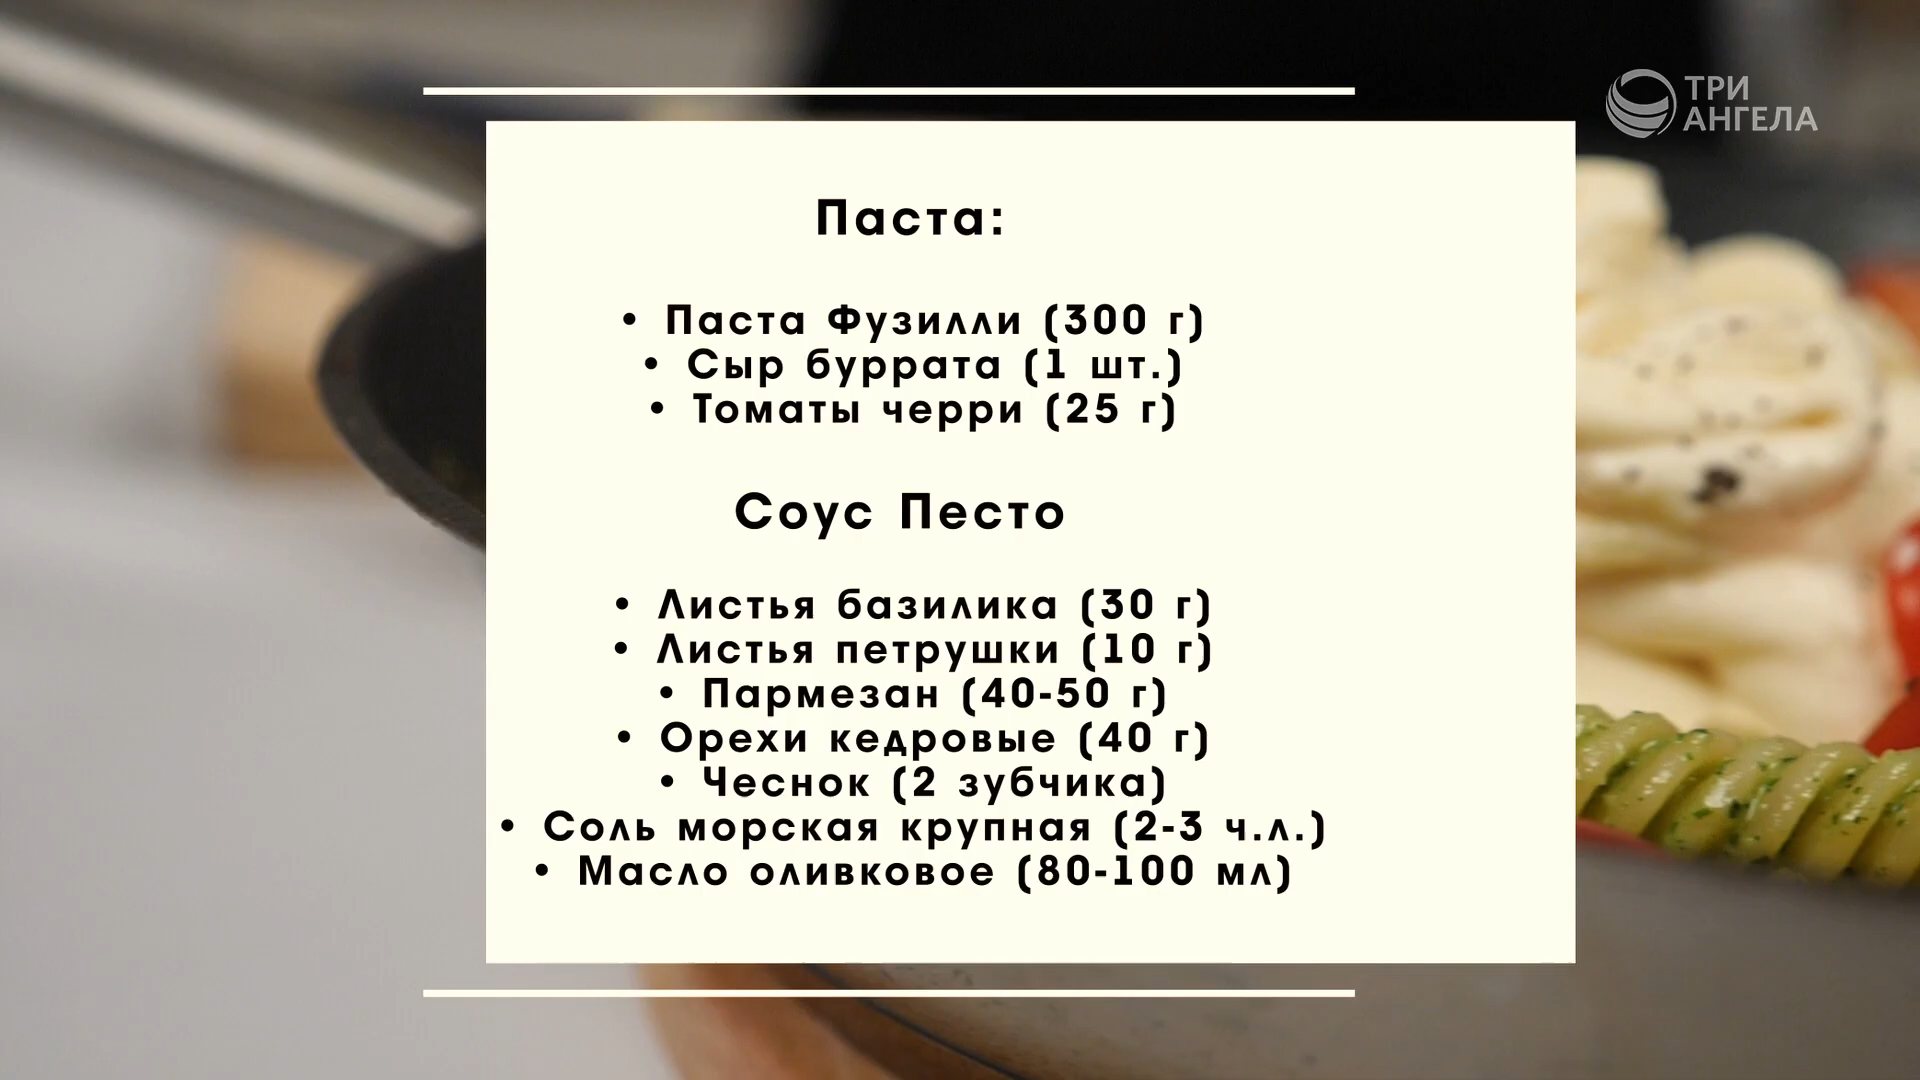 ТРИ
АНГЕЛА
Паста:
• Паста Фузилли (300 г)
• Сыр буррата (1 шт.)
• Томаты черри (25 г)
Соус Песто
• Листья базилика (30 г)
• Листья петрушки (10 г)
• Пармезан (40-50 г)
• Орехи кедровые (40 г)
• Чеснок (2 зубчика)
• Соль морская крупная (2-3 ч.л.)
• Масло оливковое (80-100 мл)